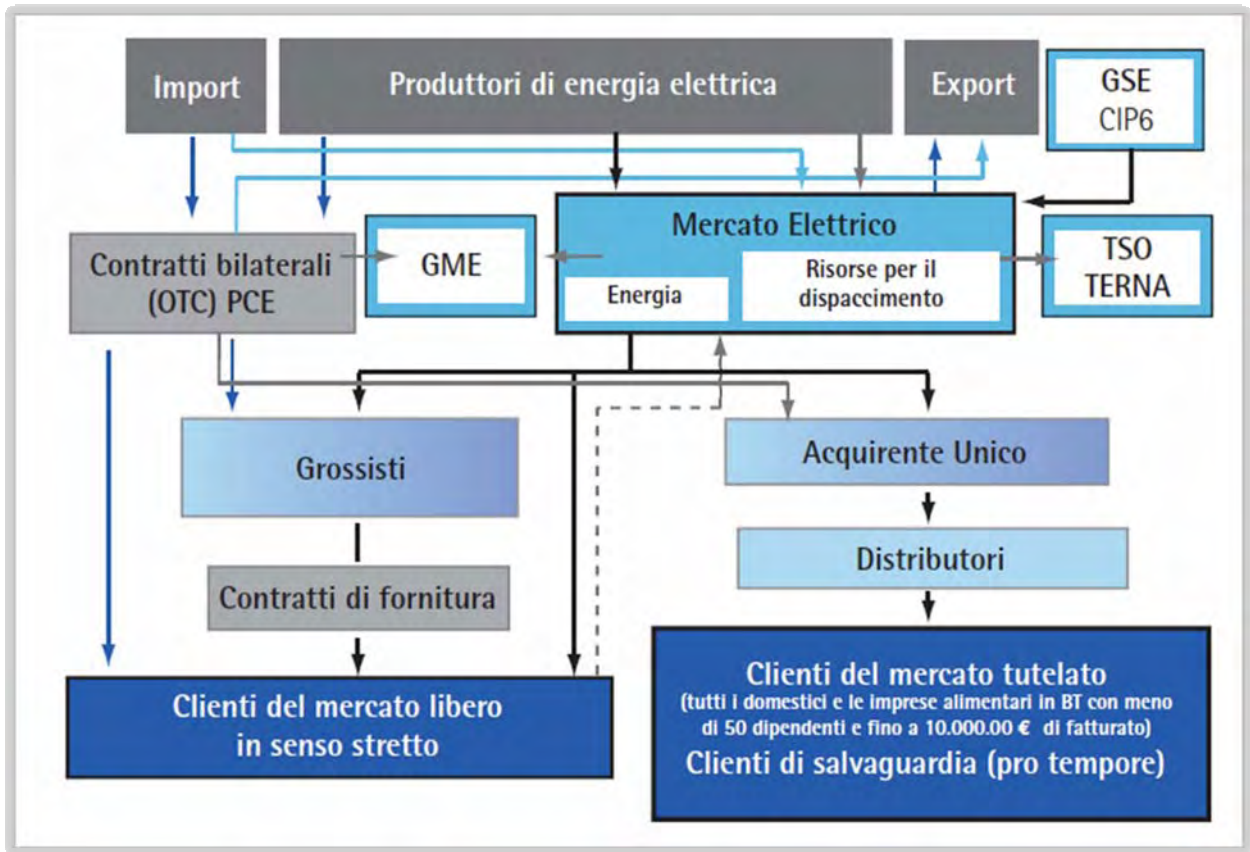 Import
Produttori di energia elettrica
Export
GSE
CIP6
Contratti bilaterali
(OTC) PCE
GME
Mercato Elettrico
Energia
Risorse per il
dispaccimento
TSO
TERNA
Grossisti
Acquirente Unico
Contratti di fornitura
Distributori
Clienti del mercato libero
in senso stretto
Clienti del mercato tutelato
(tutti i domestici e le imprese alimentari in BT con meno
di 50 dipendenti e fino a 10.000.00 € di fatturato)
Clienti di salvaguardia (pro tempore)